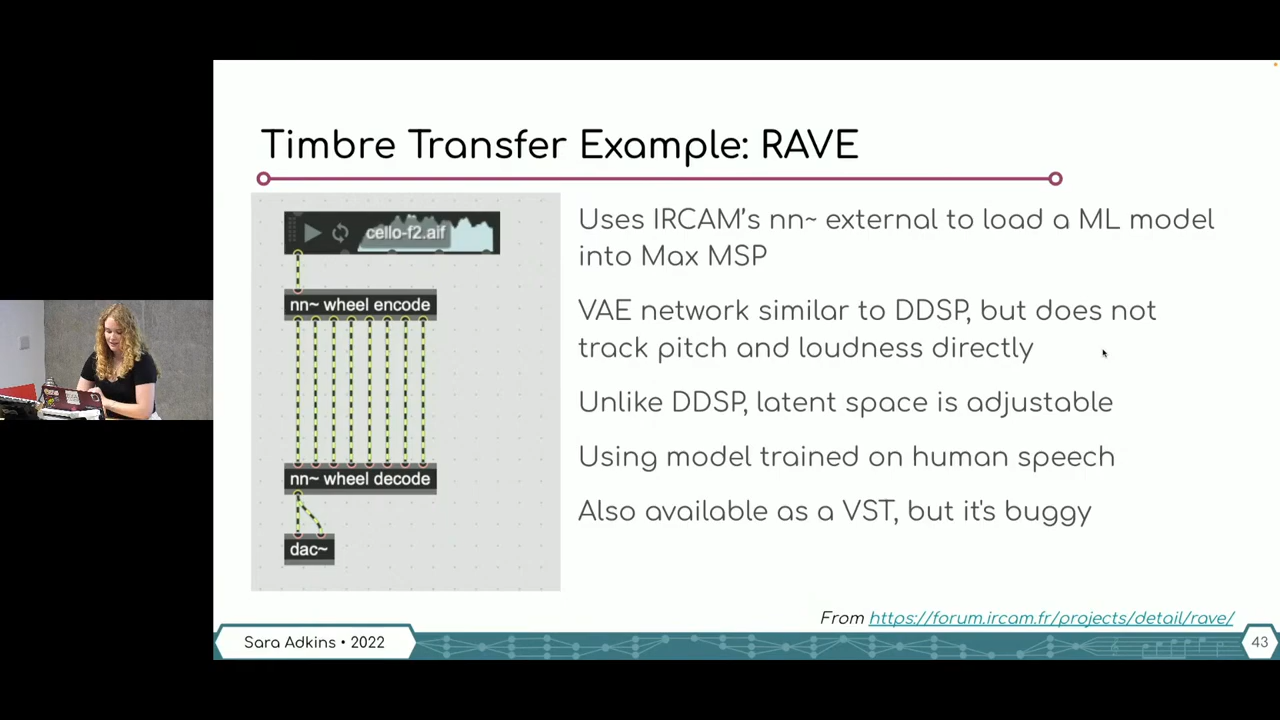 Timbre Transfer Example: RAVE
cello-f2.aif
nn~ wheel encode
nn~ wheel decode
dac~
Uses IRCAM's nn~ external to load a ML model
into Max MSP
VAE network similar to DDSP, but does not
track pitch and loudness directly
Unlike DDSP, latent space is adjustable
Using model trained on human speech
Also available as a VST, but it's buggy
From https://forum.ircam.fr/projects/detail/rave/
Sara Adkins • 2022
43